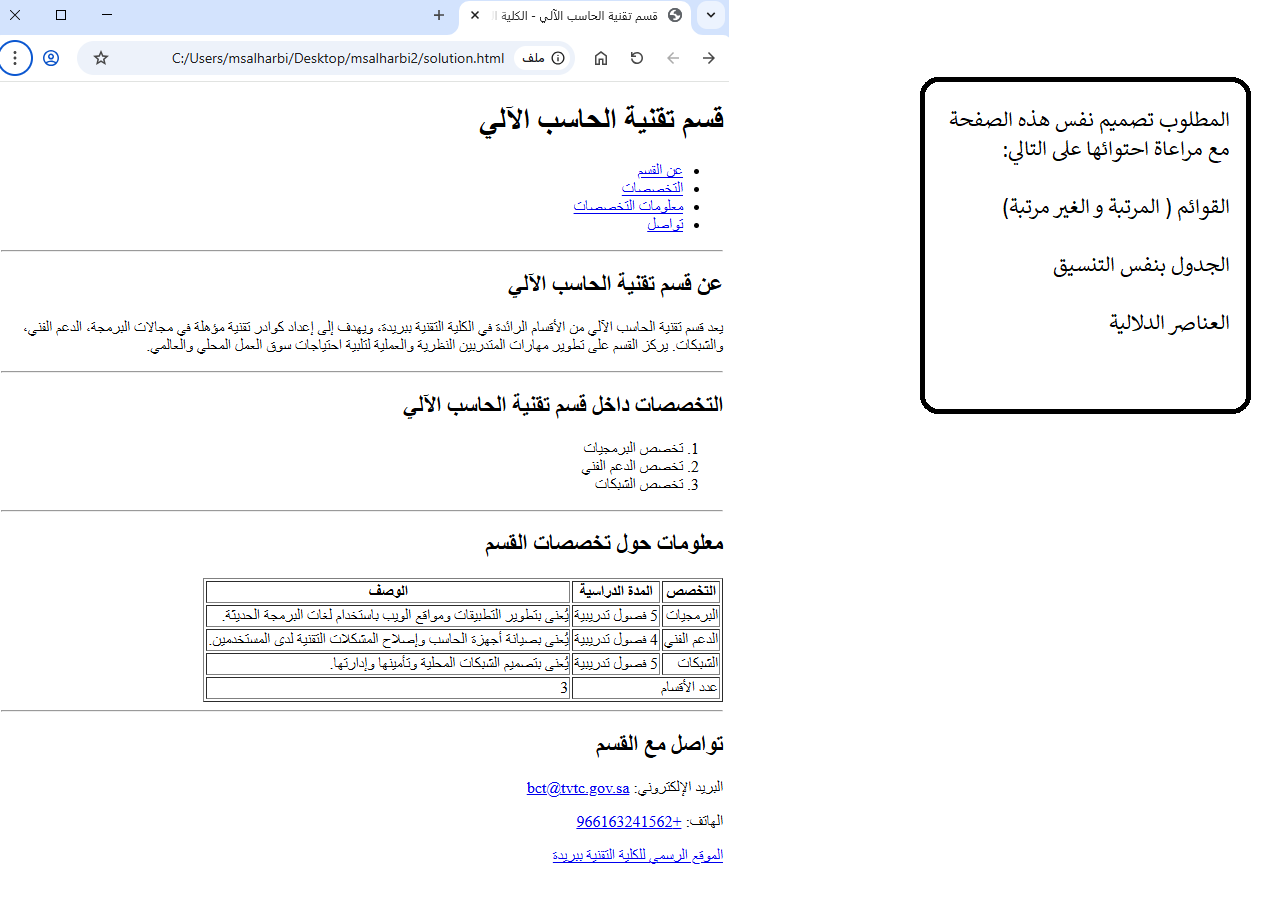 قسم تقنية الحاسب الآلي - الكلية ا
C:/Users/msalharbi/Desktop/msalharbi2/solution.html
ملف
قسم تقنية الحاسب الآلي
عن القسم
التخصصات
معلومات التخصصات
تواصل
عن قسم تقنية الحاسب الآلي
يعد قسم تقنية الحاسب الآلي من الأقسام الرائدة في الكلية التقنية ببريدة، ويهدف إلى إعداد كوادر تقنية مؤهلة في مجالات البرمجة، الدعم الفني،
والشبكات. يركز القسم على تطوير مهارات المتدربين النظرية والعملية لتلبية احتياجات سوق العمل المحلي والعالمي.
التخصصات داخل قسم تقنية الحاسب الآلي
1. تخصص البرمجيات
2. تخصص الدعم الفني
3. تخصص الشبكات
معلومات حول تخصصات القسم
التخصص المدة الدراسية الوصف
البرمجيات 5 فصول تدريبية يُعنى بتطوير التطبيقات ومواقع الويب باستخدام لغات البرمجة الحديثة.
الدعم الفني 4 فصول تدريبية يُعنى بصيانة أجهزة الحاسب وإصلاح المشكلات التقنية لدى المستخدمين.
الشبكات 5 فصول تدريبية يُعنى بتصميم الشبكات المحلية وتأمينها وإدارتها.
عدد الأقسام 3
تواصل مع القسم
البريد الإلكتروني: bct@tvtc.gov.sa
الهاتف: 966163241562+
الموقع الرسمي للكلية التقنية ببريدة
المطلوب تصميم نفس هذه الصفحة
مع مراعاة احتوائها على التالي:
القوائم ( المرتبة و الغير مرتبة)
الجدول بنفس التنسيق
العناصر الدلالية